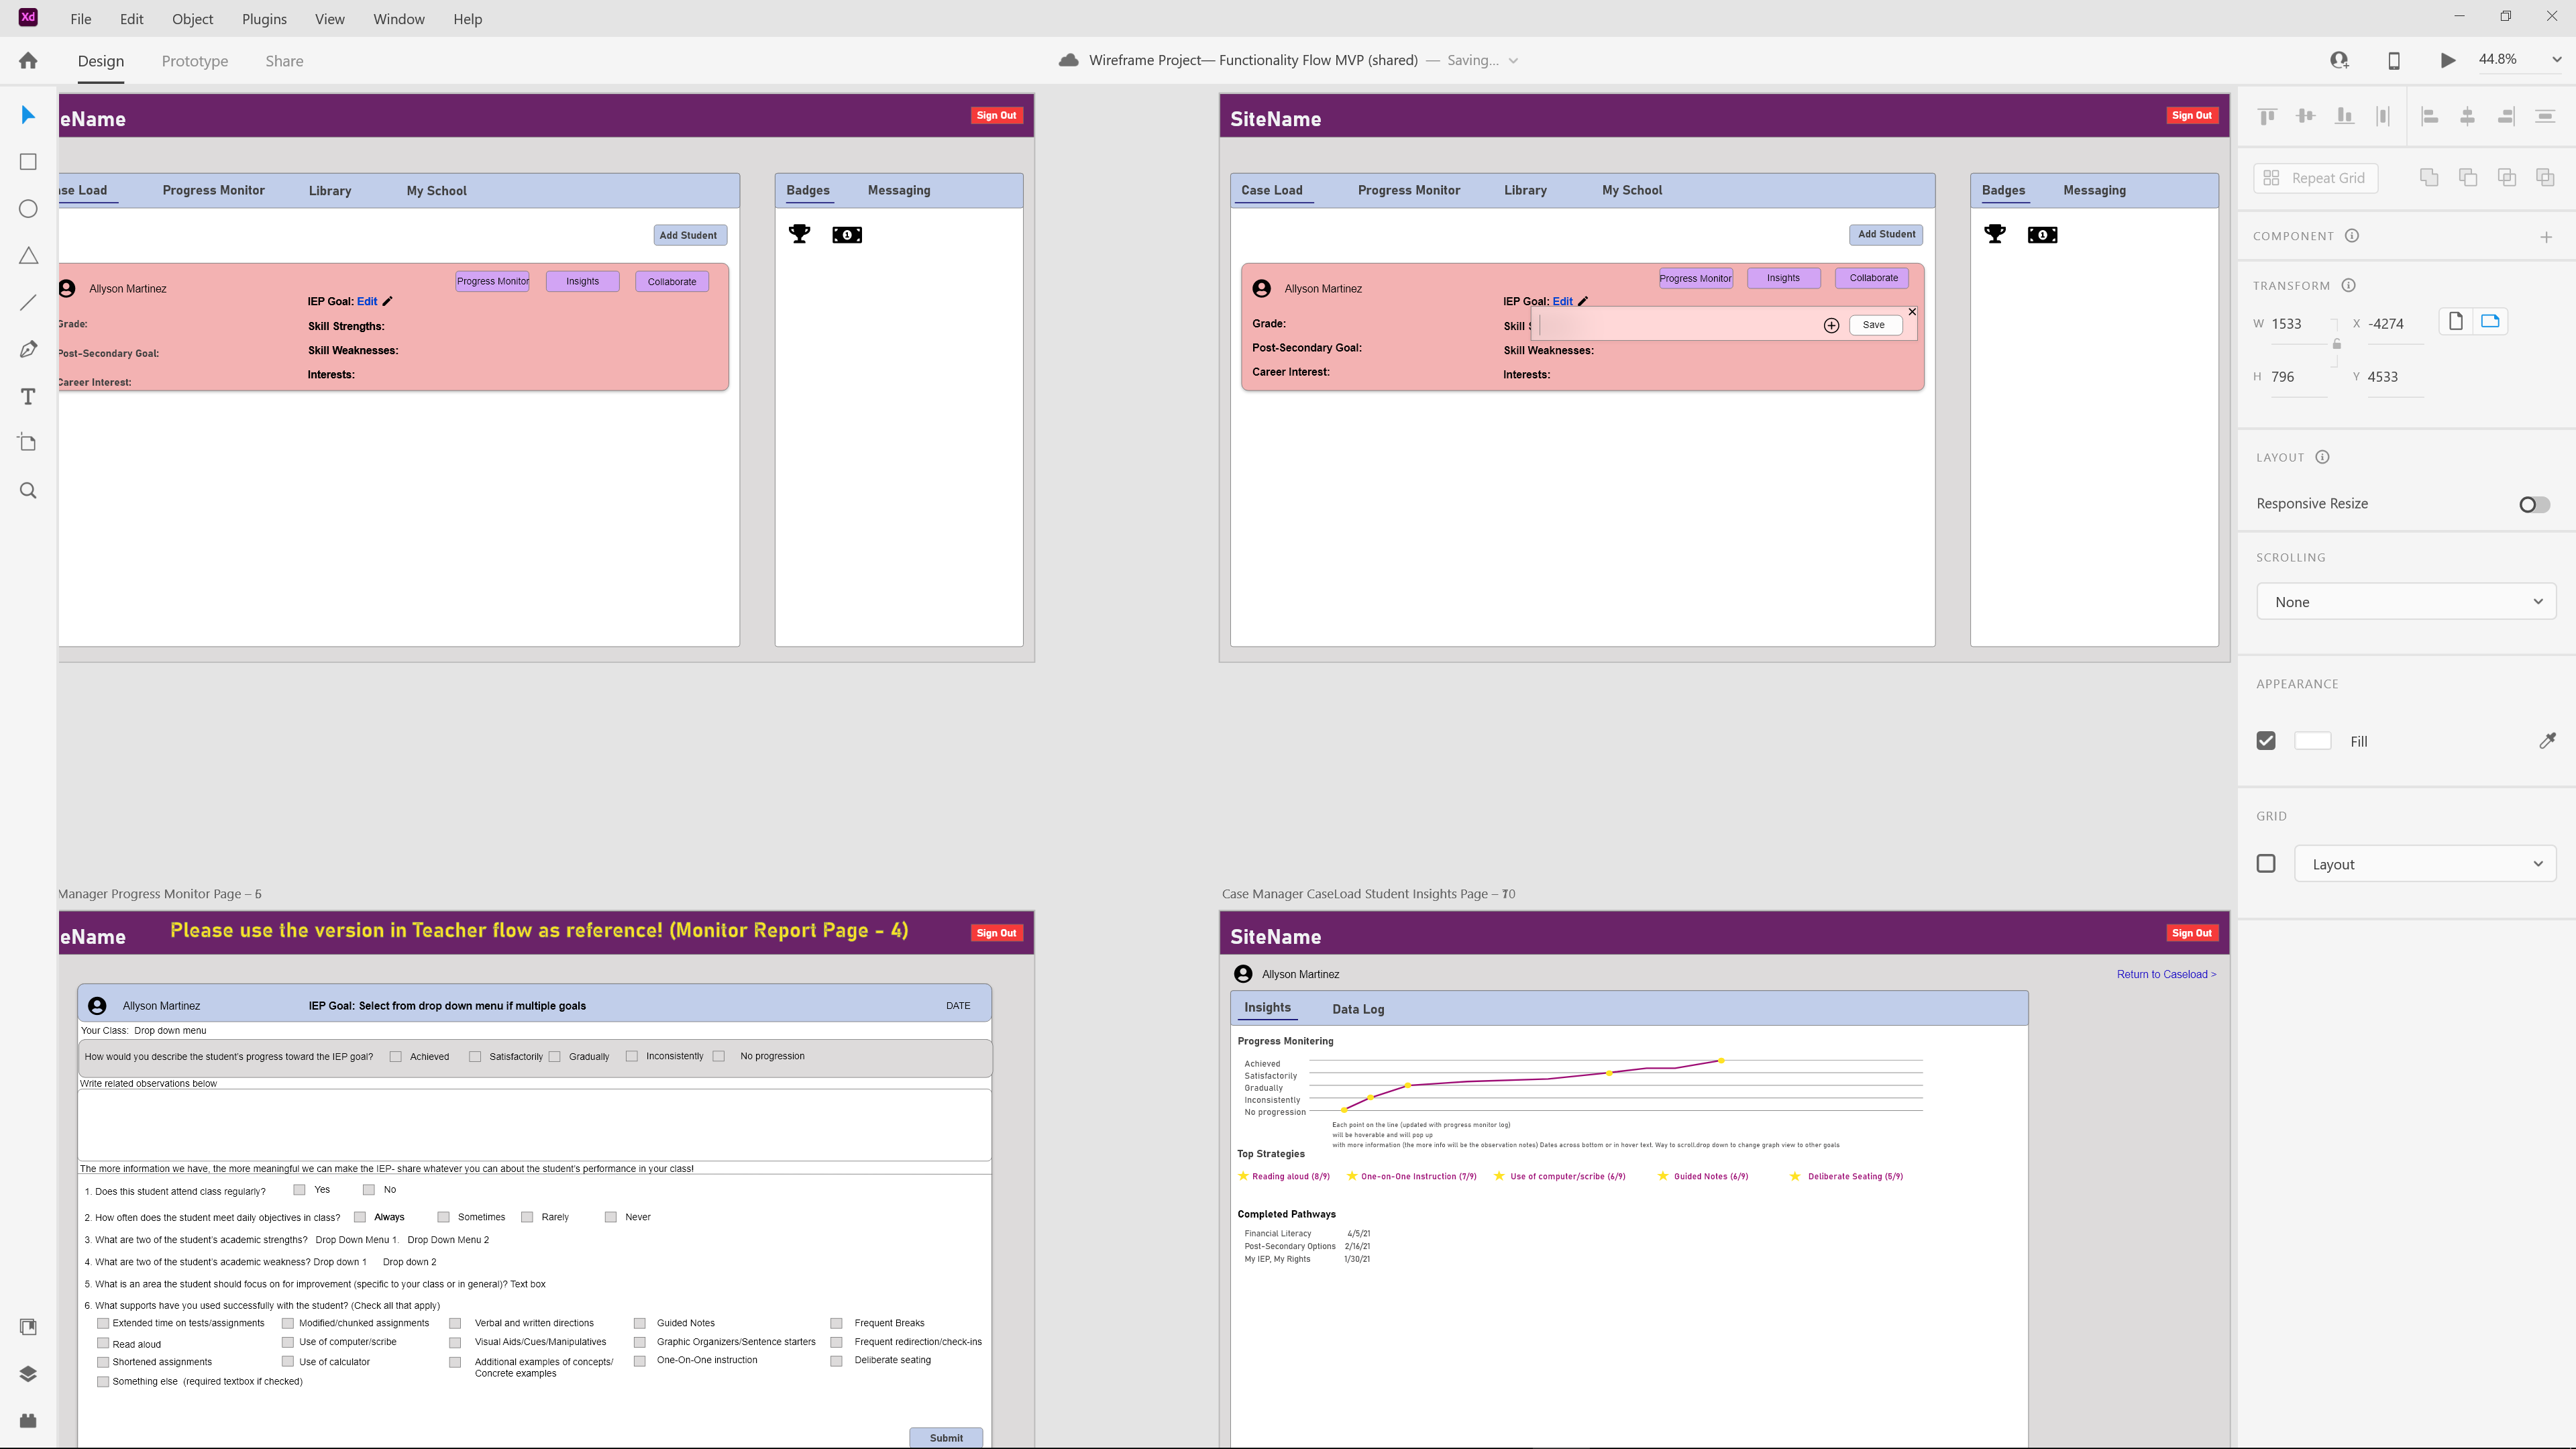 Xd File Edit Object Plugins View Window Help
Design Prototype Share
Wireframe Project— Functionality Flow MVP (shared) — Saving...
44.8%
eName Sign Out
se Load Progress Monitor Library My School
Badges Messaging
Add Student
1
Allyson Martinez
Progress Monitor Insights Collaborate
IEP Goal: Edit
Grade:
Skill Strengths:
Post-Secondary Goal:
Skill Weaknesses:
Career Interest:
Interests:
SiteName Sign Out
Case Load Progress Monitor Library My School
Badges Messaging
Add Student
1
Allyson Martinez
Progress Monitor Insights Collaborate
IEP Goal: Edit
Grade:
Skill
Save
Post-Secondary Goal:
Skill Weaknesses:
Career Interest:
Interests:
Manager Progress Monitor Page –
eName Please use the version in Teacher flow as reference! (Monitor Report Page - 4) Sign Out
Allyson Martinez IEP Goal: Select from drop down menu if multiple goals DATE
Your Class: Drop down menu
How would you describe the student's progress toward the IEP goal? Achieved Satisfactorily Gradually Inconsistently No progression
Write related observations below
The more information we have, the more meaningful we can make the IEP- share whatever you can about the student's performance in your class!
1. Does this student attend class regularly? Yes No
2. How often does the student meet daily objectives in class? Always Sometimes Rarely Never
3. What are two of the student's academic strengths? Drop Down Menu 1. Drop Down Menu 2
4. What are two of the student's academic weakness? Drop down 1 Drop down 2
5. What is an area the student should focus on for improvement (specific to your class or in general)? Text box
6. What supports have you used successfully with the student? (Check all that apply)
Extended time on tests/assignments Modified/chunked assignments Verbal and written directions Guided Notes Frequent Breaks
Read aloud Use of computer/scribe Visual Aids/Cues/Manipulatives Graphic Organizers/Sentence starters Frequent redirection/check-ins
Shortened assignments Use of calculator Additional examples of concepts/ One-On-One instruction Deliberate seating
Concrete examples
Something else (required textbox if checked)
Submit
Case Manager CaseLoad Student Insights Page –
SiteName Sign Out
Allyson Martinez Return to Caseload >
Insights Data Log
Progress Monitering
Achieved
Satisfactorily
Gradually
Inconsistently
No progression
Each point on the line (updated with progress monitor log)
will be hoverable and will pop up
with more information (the more info will be the observation notes) Dates across bottom or in hover text. Way to scroll,drop down to change graph view to other goals
Top Strategies
Reading aloud (8/9) One-on-One Instruction (7/9) Use of computer/scribe (6/9) Guided Notes (6/9) Deliberate Seating (5/9)
Completed Pathways
Financial Literacy 4/5/21
Post-Secondary Options 2/16/21
My IEP, My Rights 1/30/21
Repeat Grid
COMPONENT
TRANSFORM
W 1533 X -4274
H 796 Y 4533
LAYOUT
Responsive Resize
SCROLLING
None
APPEARANCE
Fill
GRID
Layout